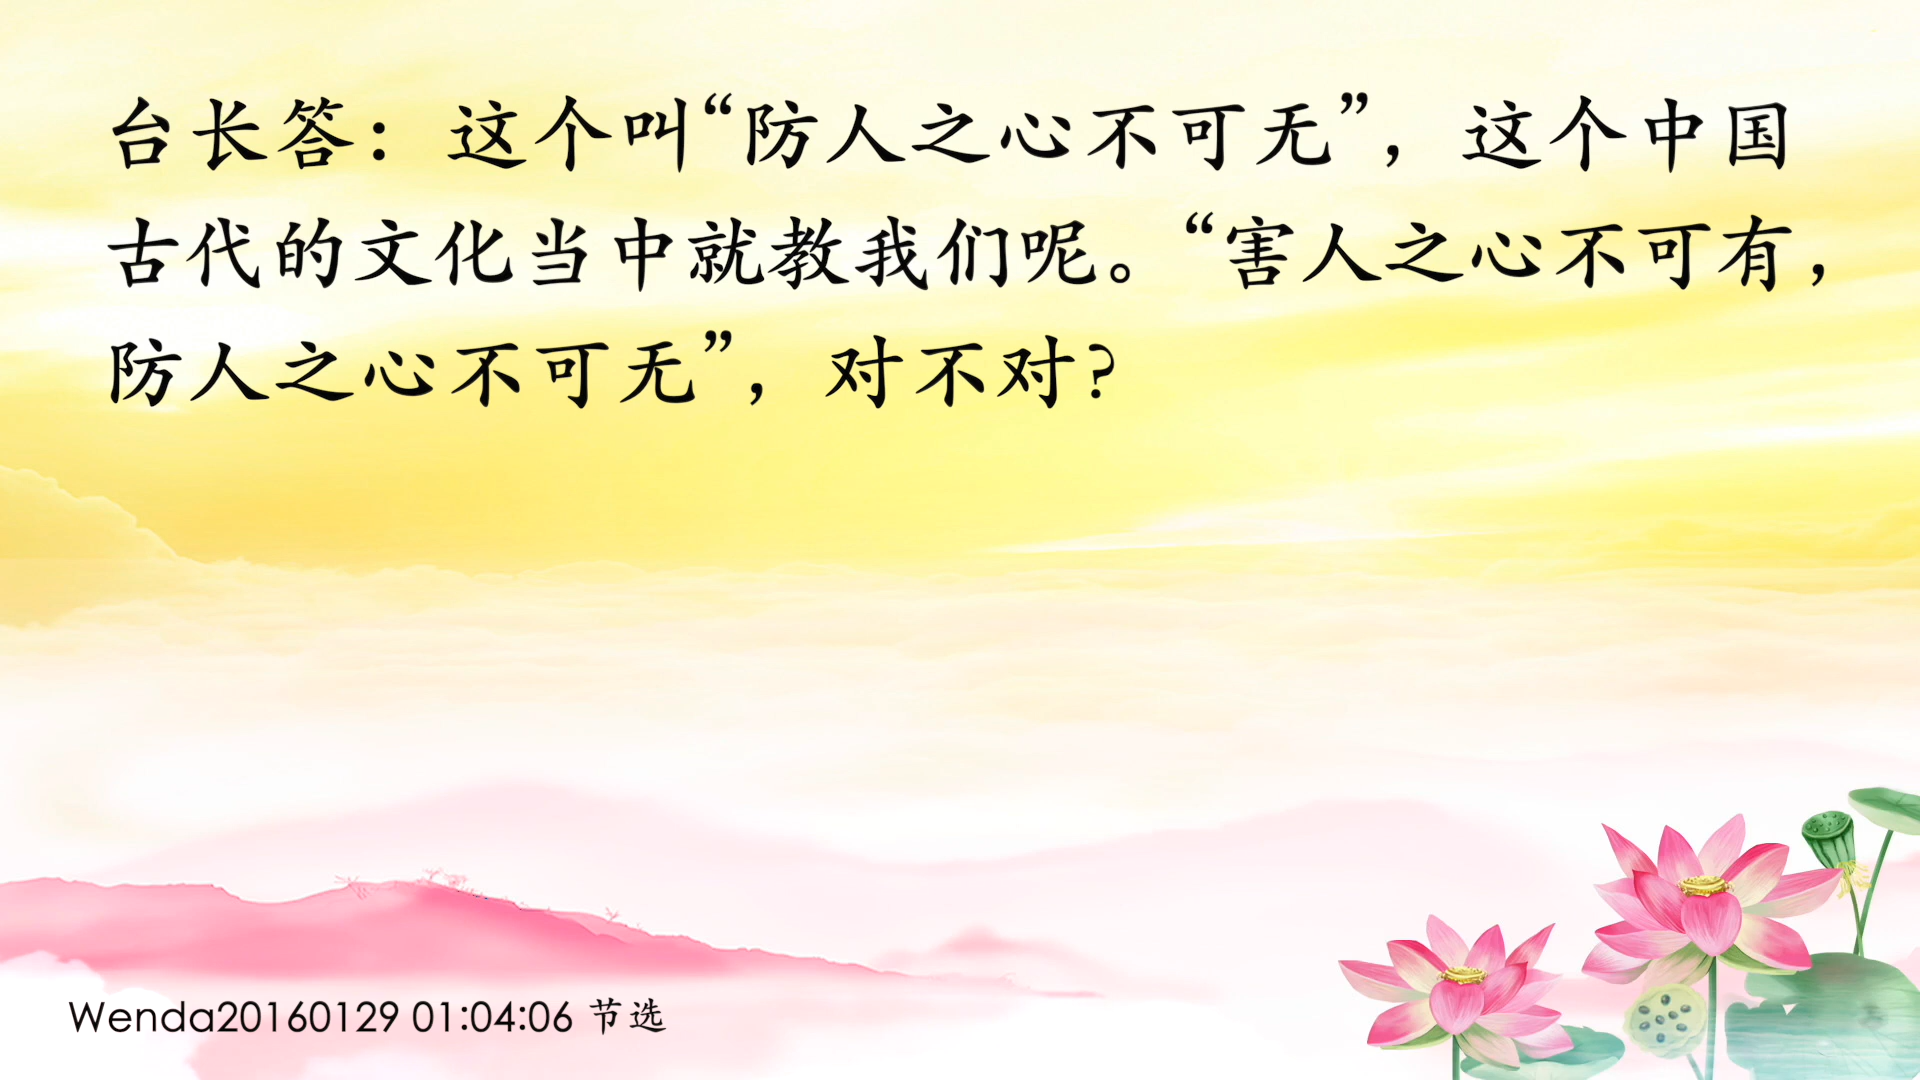 台长答：这个叫“防人之心不可无”，这个中国
古代的文化当中就教我们呢。“害人之心不可有，
防人之心不可无”，对不对？
Wenda20160129 01:04:06 节选